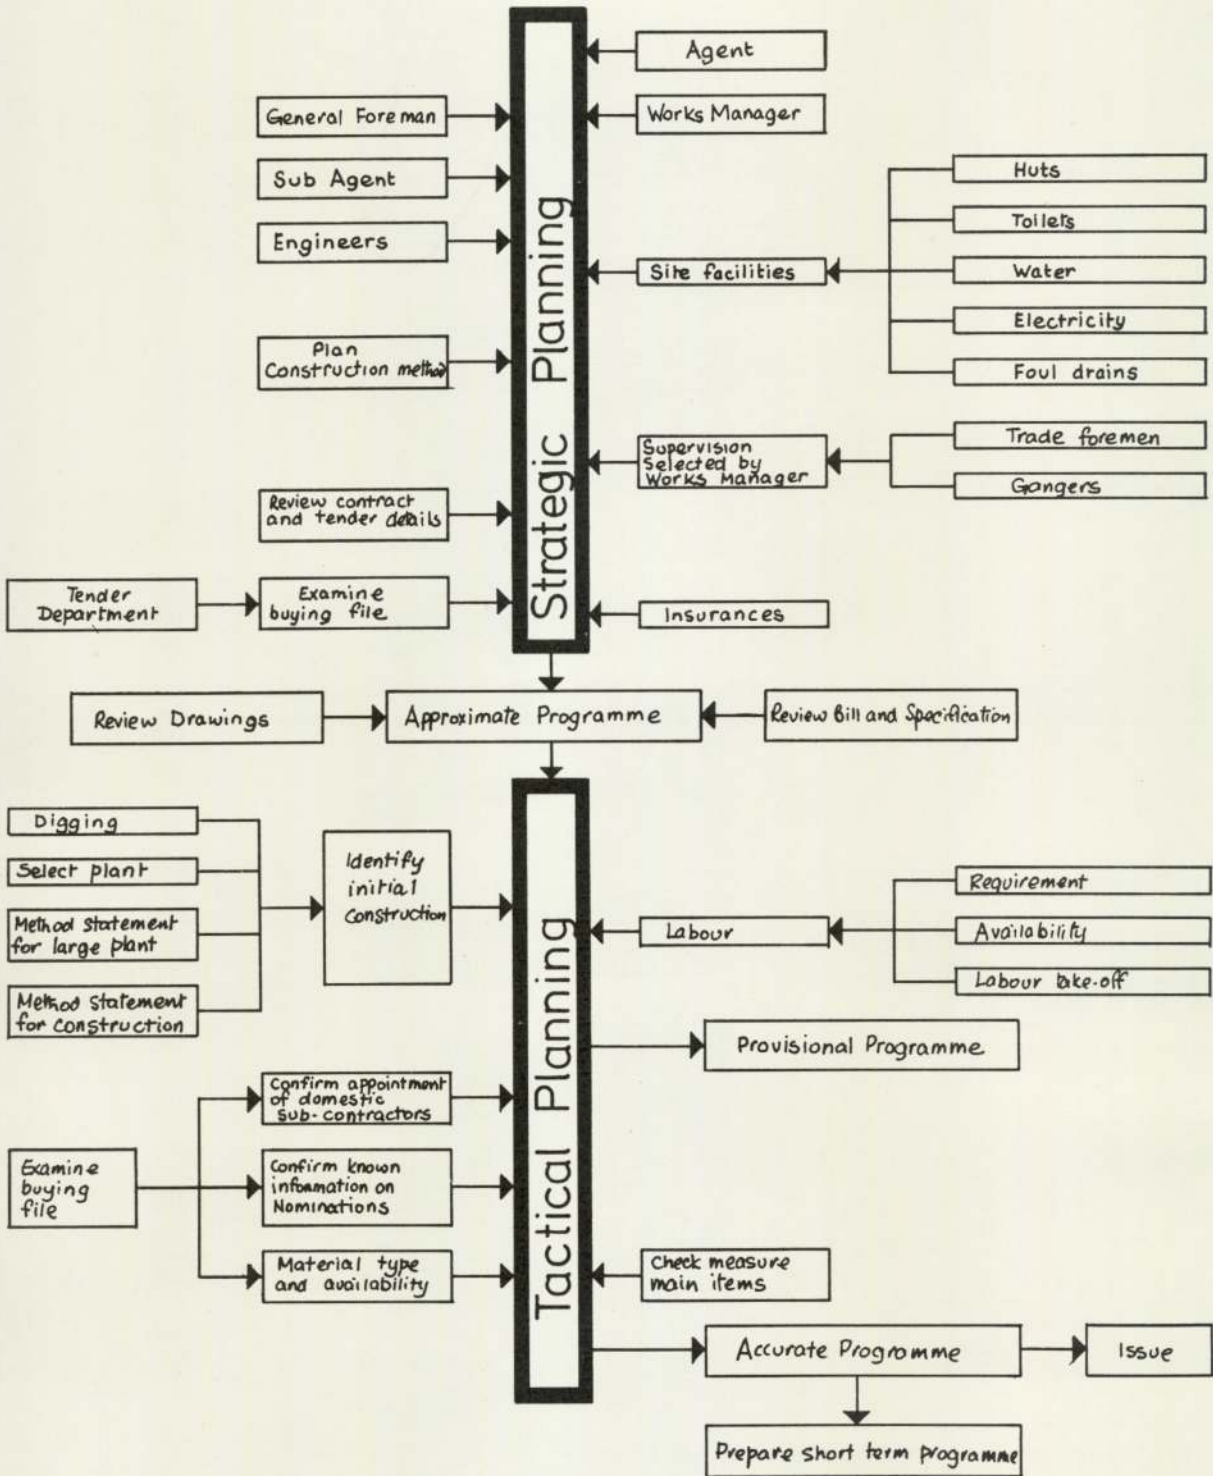 Agent
General Foreman
Works Manager
Sub Agent
Huts
Toilets
Engineers
Site facilities
Water
Electricity
Plan
Construction method
Foul drains
Strategic Planning
Supervision
Selected by
Works Manager
Trade foremen
Gangers
Review contract
and tender details
Tender
Department
Examine
buying file
Insurances
Review Drawings
Approximate Programme
Review Bill and Specification
Digging
Select plant
Method statement
for large plant
Method statement
for construction
Identify
initial
construction
Labour
Requirement
Availability
Labour take-off
Tactical Planning
Provisional Programme
Examine
buying
file
Confirm appointment
of domestic
sub-contractors
Confirm known
information on
Nominations
Material type
and availability
Check measure
main items
Accurate Programme
Issue
Prepare short term programme